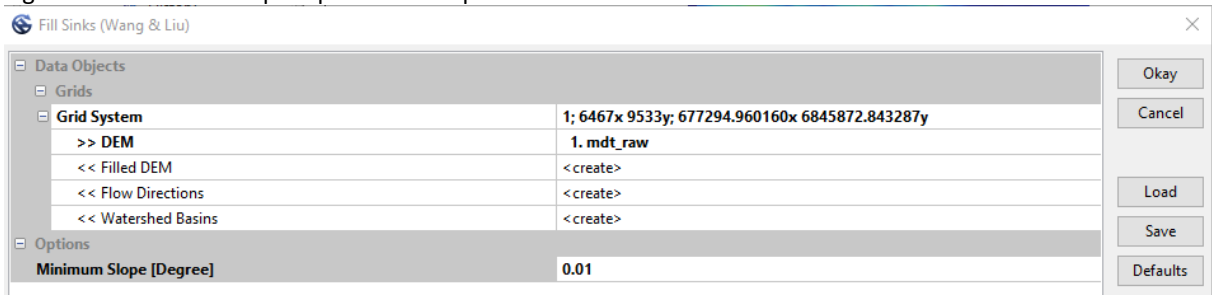 Fill Sinks (Wang & Liu)
Data Objects
Okay
Grids
Grid System 1; 6467x 9533y; 677294.960160x 6845872.843287y
Cancel
>> DEM 1. mdt_raw
<< Filled DEM <create>
<< Flow Directions <create>
Load
<< Watershed Basins <create>
Save
Options
Minimum Slope [Degree] 0.01
Defaults